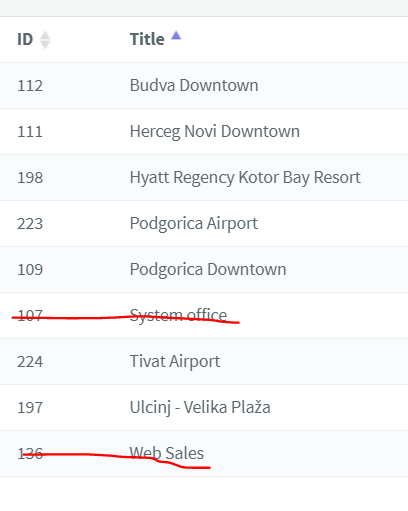 ID Title
112 Budva Downtown
111 Herceg Novi Downtown
198 Hyatt Regency Kotor Bay Resort
223 Podgorica Airport
109 Podgorica Downtown
107 System office
224 Tivat Airport
197 Ulcinj - Velika Plaža
136 Web Sales